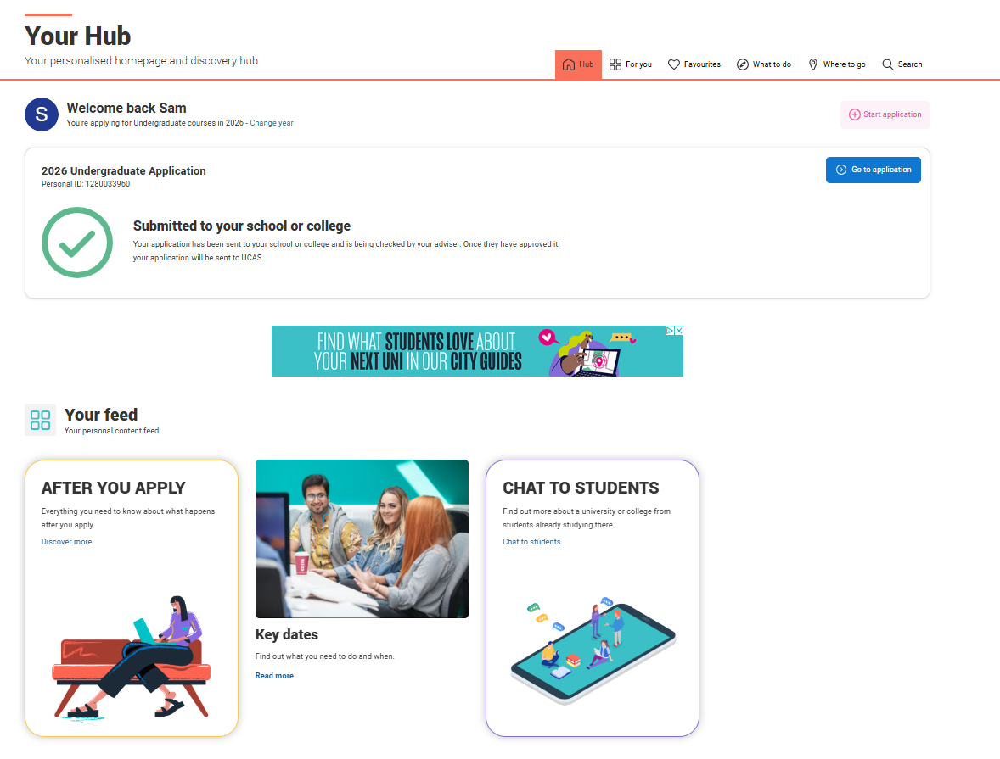 Your Hub
Your personalised homepage and discovery hub
Hub
For you
Favourites
What to do
Where to go
Search
S
Welcome back Sam
You're applying for Undergraduate courses in 2026 - Change year
Start application
2026 Undergraduate Application
Personal ID: 1280033960
Go to application
Submitted to your school or college
Your application has been sent to your school or college and is being checked by your adviser. Once they have approved it
your application will be sent to UCAS.
FIND WHAT STUDENTS LOVE ABOUT
YOUR NEXT UNI IN OUR CITY GUIDES
Your feed
Your personal content feed
AFTER YOU APPLY
Everything you need to know about what happens
after you apply.
Discover more
Key dates
Find out what you need to do and when.
Read more
CHAT TO STUDENTS
Find out more about a university or college from
students already studying there.
Chat to students